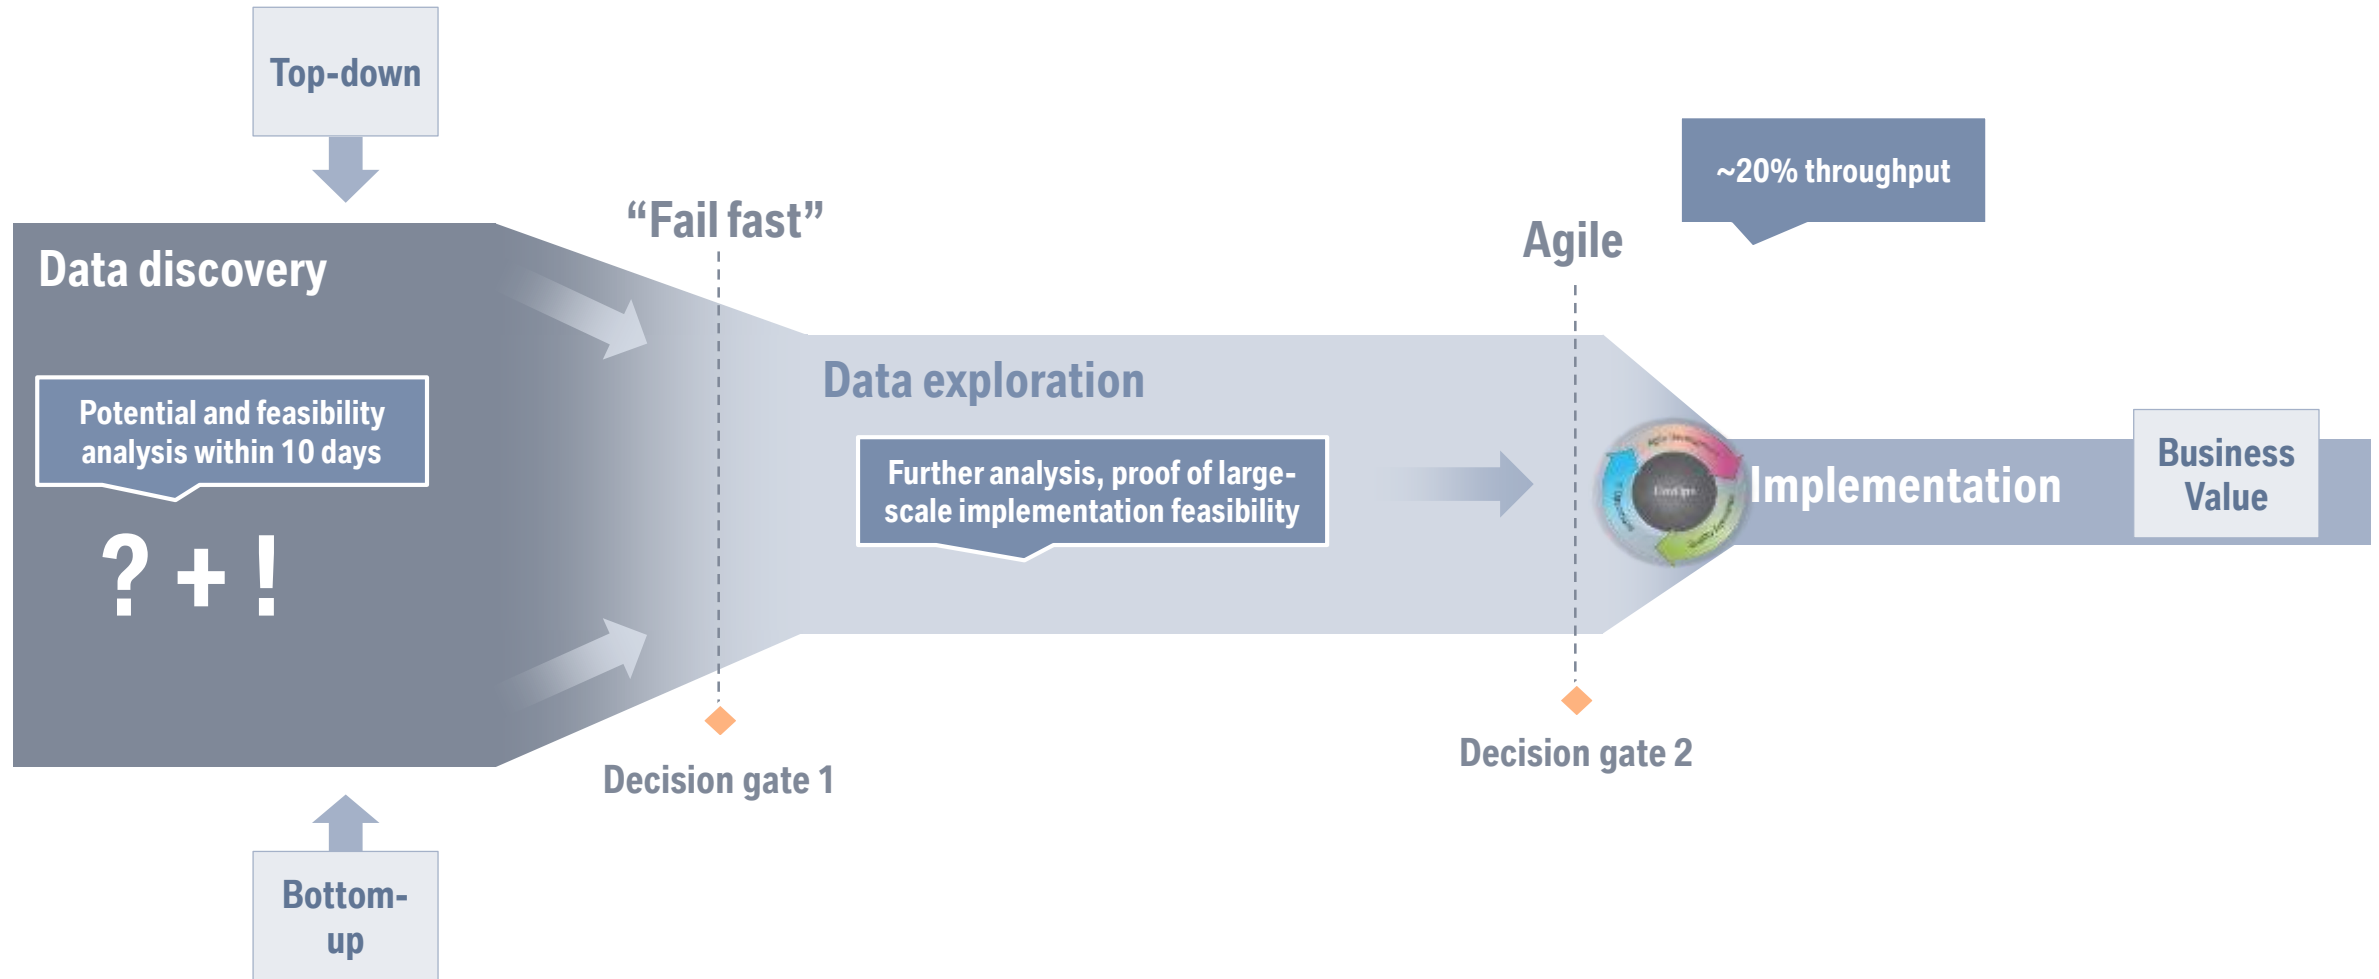 Top-down
~20% throughput
“Fail fast”
Agile
Data discovery
Data exploration
Potential and feasibility
analysis within 10 days
Further analysis, proof of large-
scale implementation feasibility
? + !
DevOps
Implementation
Business
Value
Decision gate 1
Decision gate 2
Bottom-
up